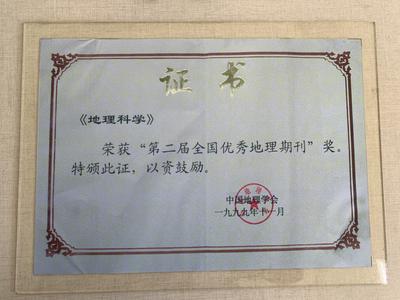 证书
《地理科学》
荣获“第二届全国优秀地理期刊”奖。
特颁此证，以资鼓励。
中国地理学会
一九九九年十一月